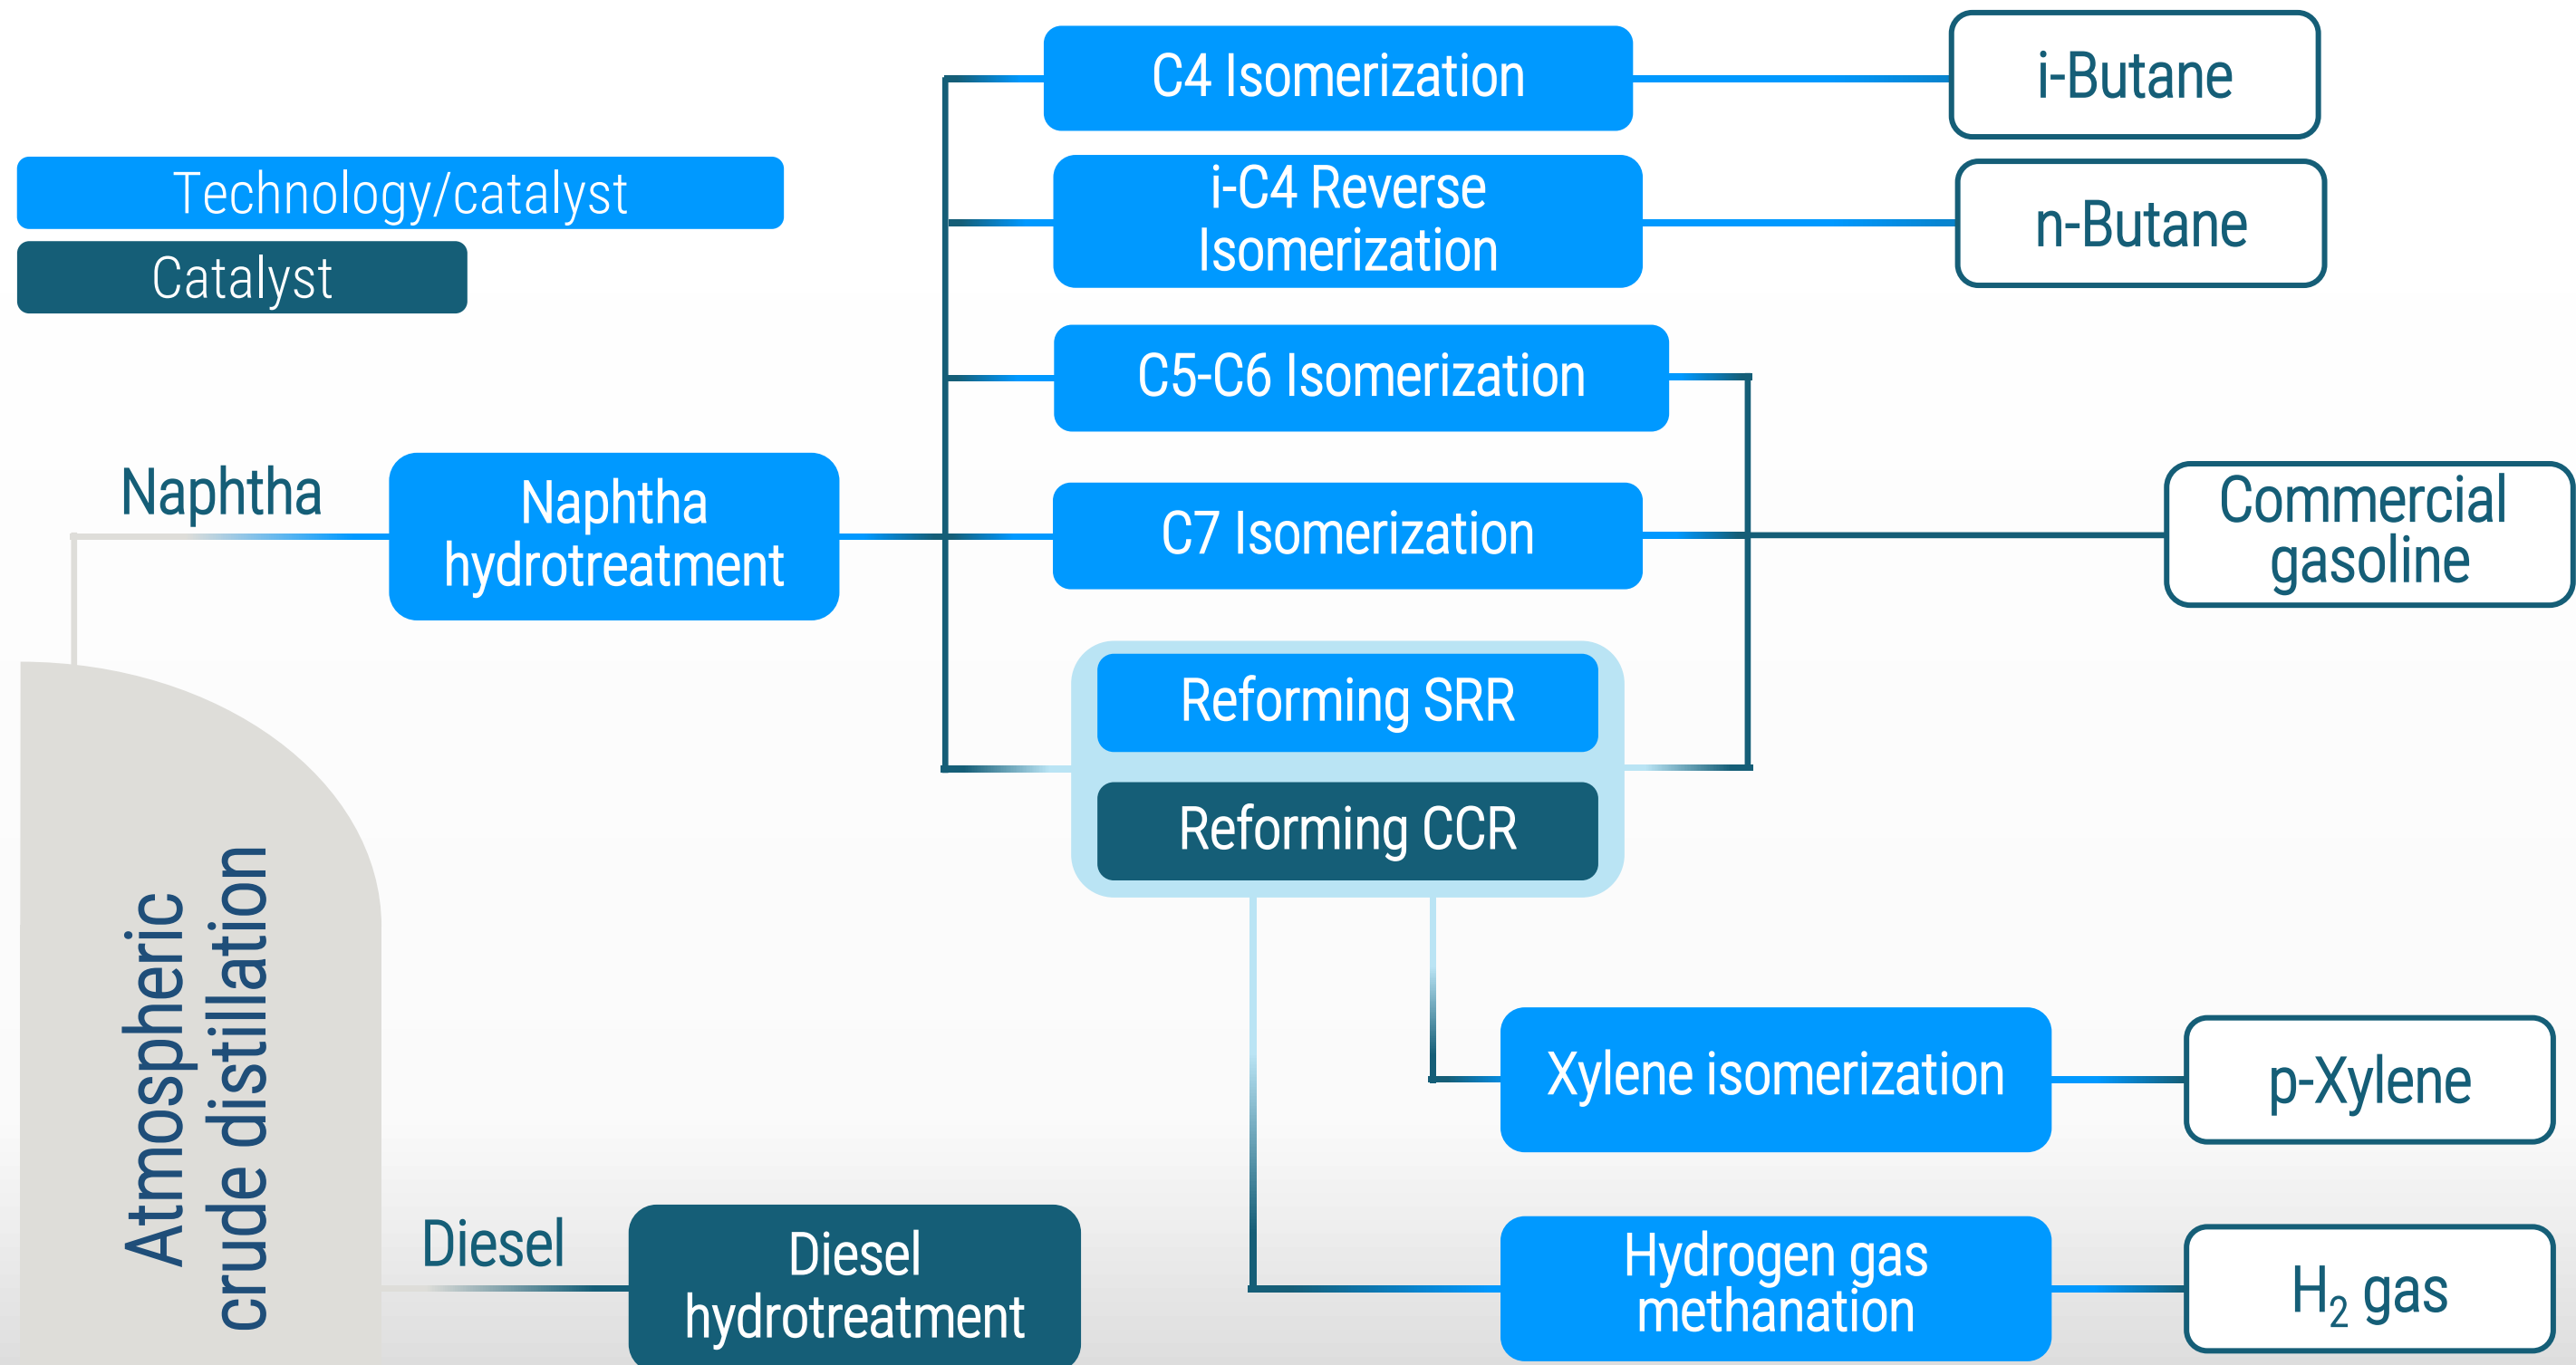 C4 Isomerization
i-Butane
Technology/catalyst
Catalyst
i-C4 Reverse
Isomerization
n-Butane
C5-C6 Isomerization
Naphtha
Naphtha
hydrotreatment
C7 Isomerization
Commercial
gasoline
Reforming SRR
Reforming CCR
Atmospheric
crude distillation
Xylene isomerization
p-Xylene
Diesel
Diesel
hydrotreatment
Hydrogen gas
methanation
H₂ gas